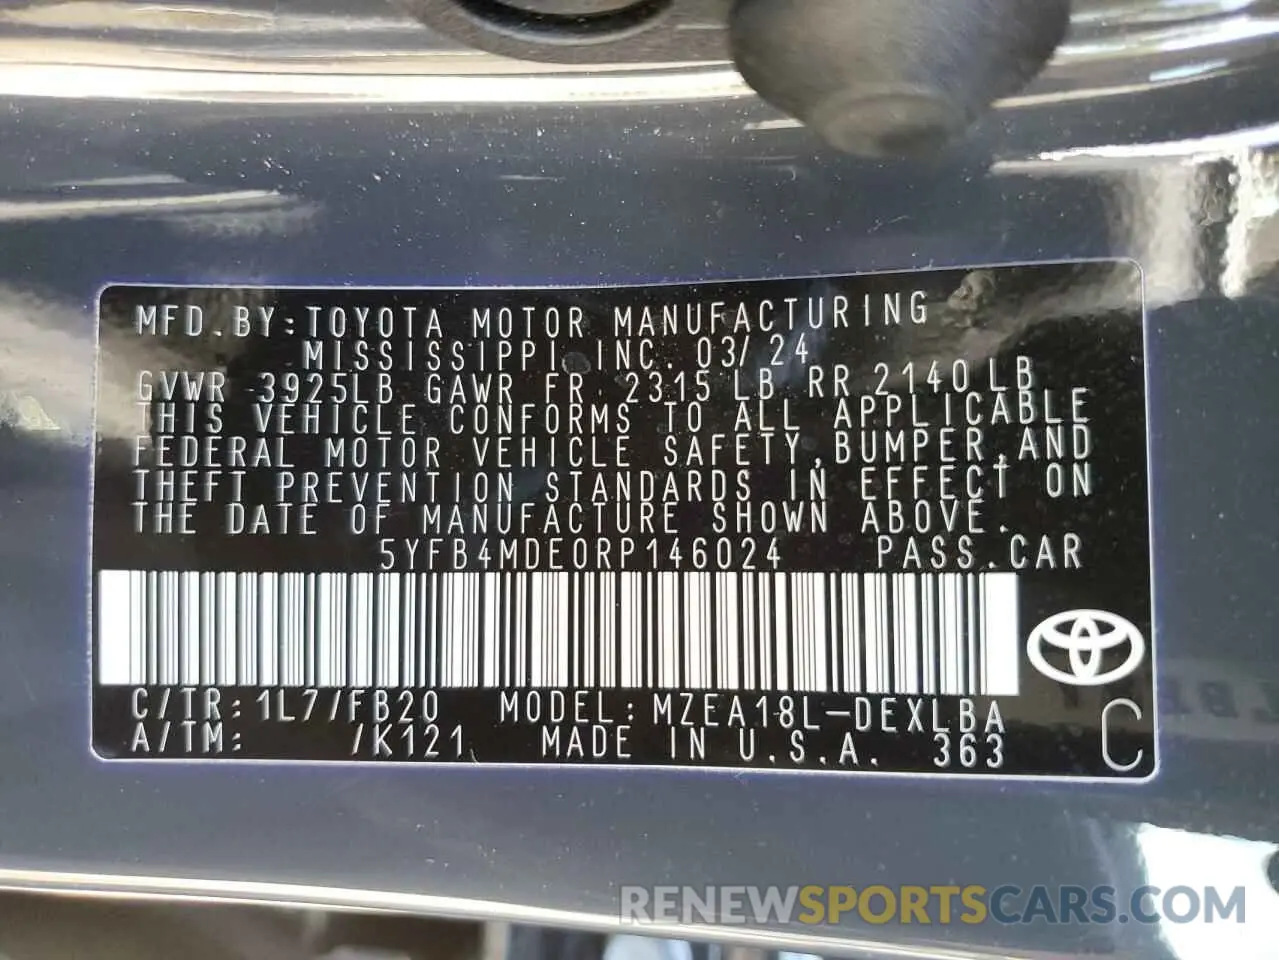 MFD.BY:TOYOTA MOTOR MANUFACTURING
MISSISSIPPI, INC. 03/24
GVWR 3925LB GAWR FR 2315 LB RR 2140LB
THIS VEHICLE CONFORMS TO ALL APPLICABLE
FEDERAL MOTOR VEHICLE SAFETY,BUMPER,AND
THEFT PREVENTION STANDARDS IN EFFECT ON
THE DATE OF MANUFACTURE SHOWN ABOVE.
5YFB4MDE0RP146024 PASS.CAR
C/TR:1L7/FB20 MODEL:MZEA18L-DEXLBA
A/TM: /K121 MADE IN U.S.A. 363
C
RENEWSPORTSCARS.COM